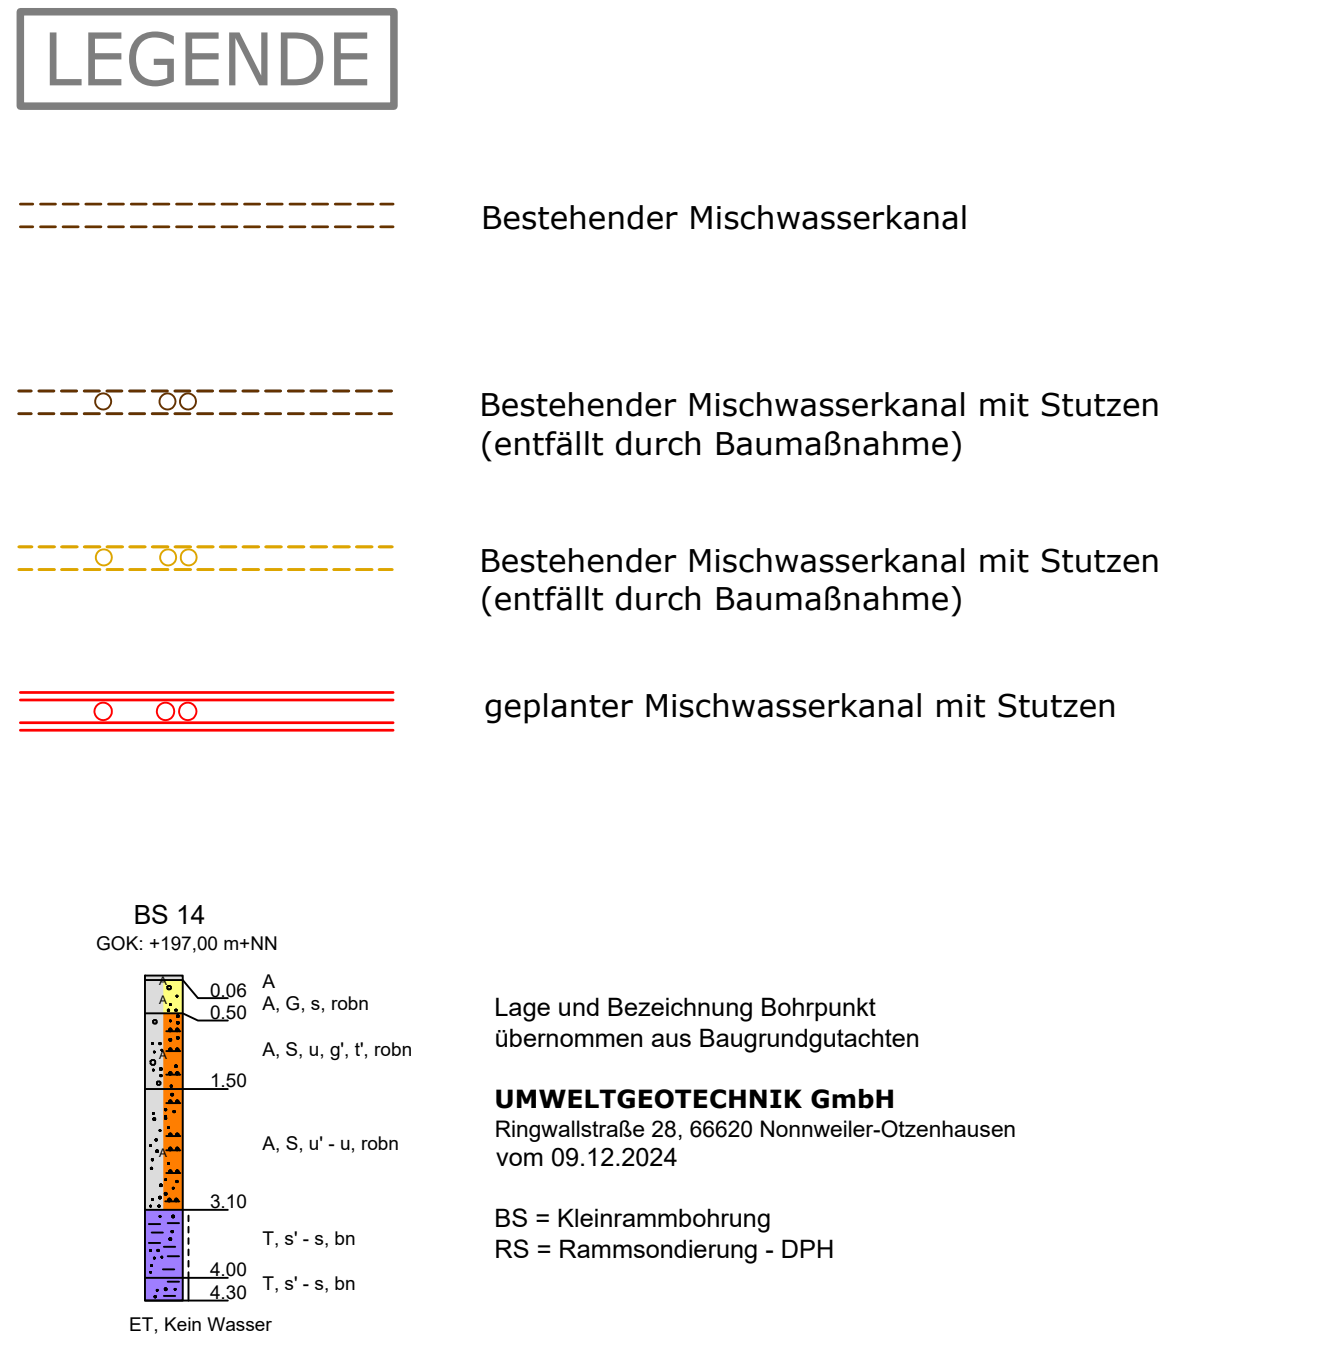 LEGENDE
Bestehender Mischwasserkanal
Bestehender Mischwasserkanal mit Stutzen
(entfällt durch Baumaßnahme)
Bestehender Mischwasserkanal mit Stutzen
(entfällt durch Baumaßnahme)
geplanter Mischwasserkanal mit Stutzen
BS 14
GOK: +197,00 m+NN
A
A
0.06
A
A, G, s, robn
0.50
A
A, S, u, g', t', robn
1.50
A
A, S, u' - u, robn
3.10
T, s' - s, bn
4.00
T, s' - s, bn
4.30
ET, Kein Wasser
Lage und Bezeichnung Bohrpunkt
übernommen aus Baugrundgutachten
UMWELTGEOTECHNIK GmbH
Ringwallstraße 28, 66620 Nonnweiler-Otzenhausen
vom 09.12.2024
BS = Kleinrammbohrung
RS = Rammsondierung - DPH